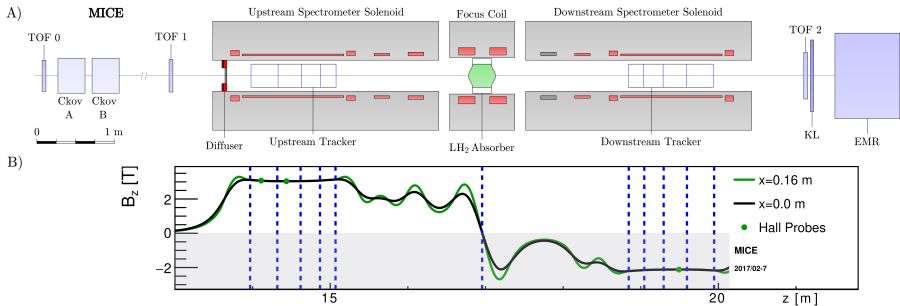 A)
MICE
Upstream Spectrometer Solenoid
Focus Coil
Downstream Spectrometer Solenoid
TOF 0
TOF 1
TOF 2
Ckov A
Ckov B
0
1 m
Diffuser
Upstream Tracker
LH2 Absorber
Downstream Tracker
KL
EMR
B)
Bz [T]
2
0
−2
x=0.16 m
x=0.0 m
Hall Probes
MICE
2017/02-7
15
20
z [m]